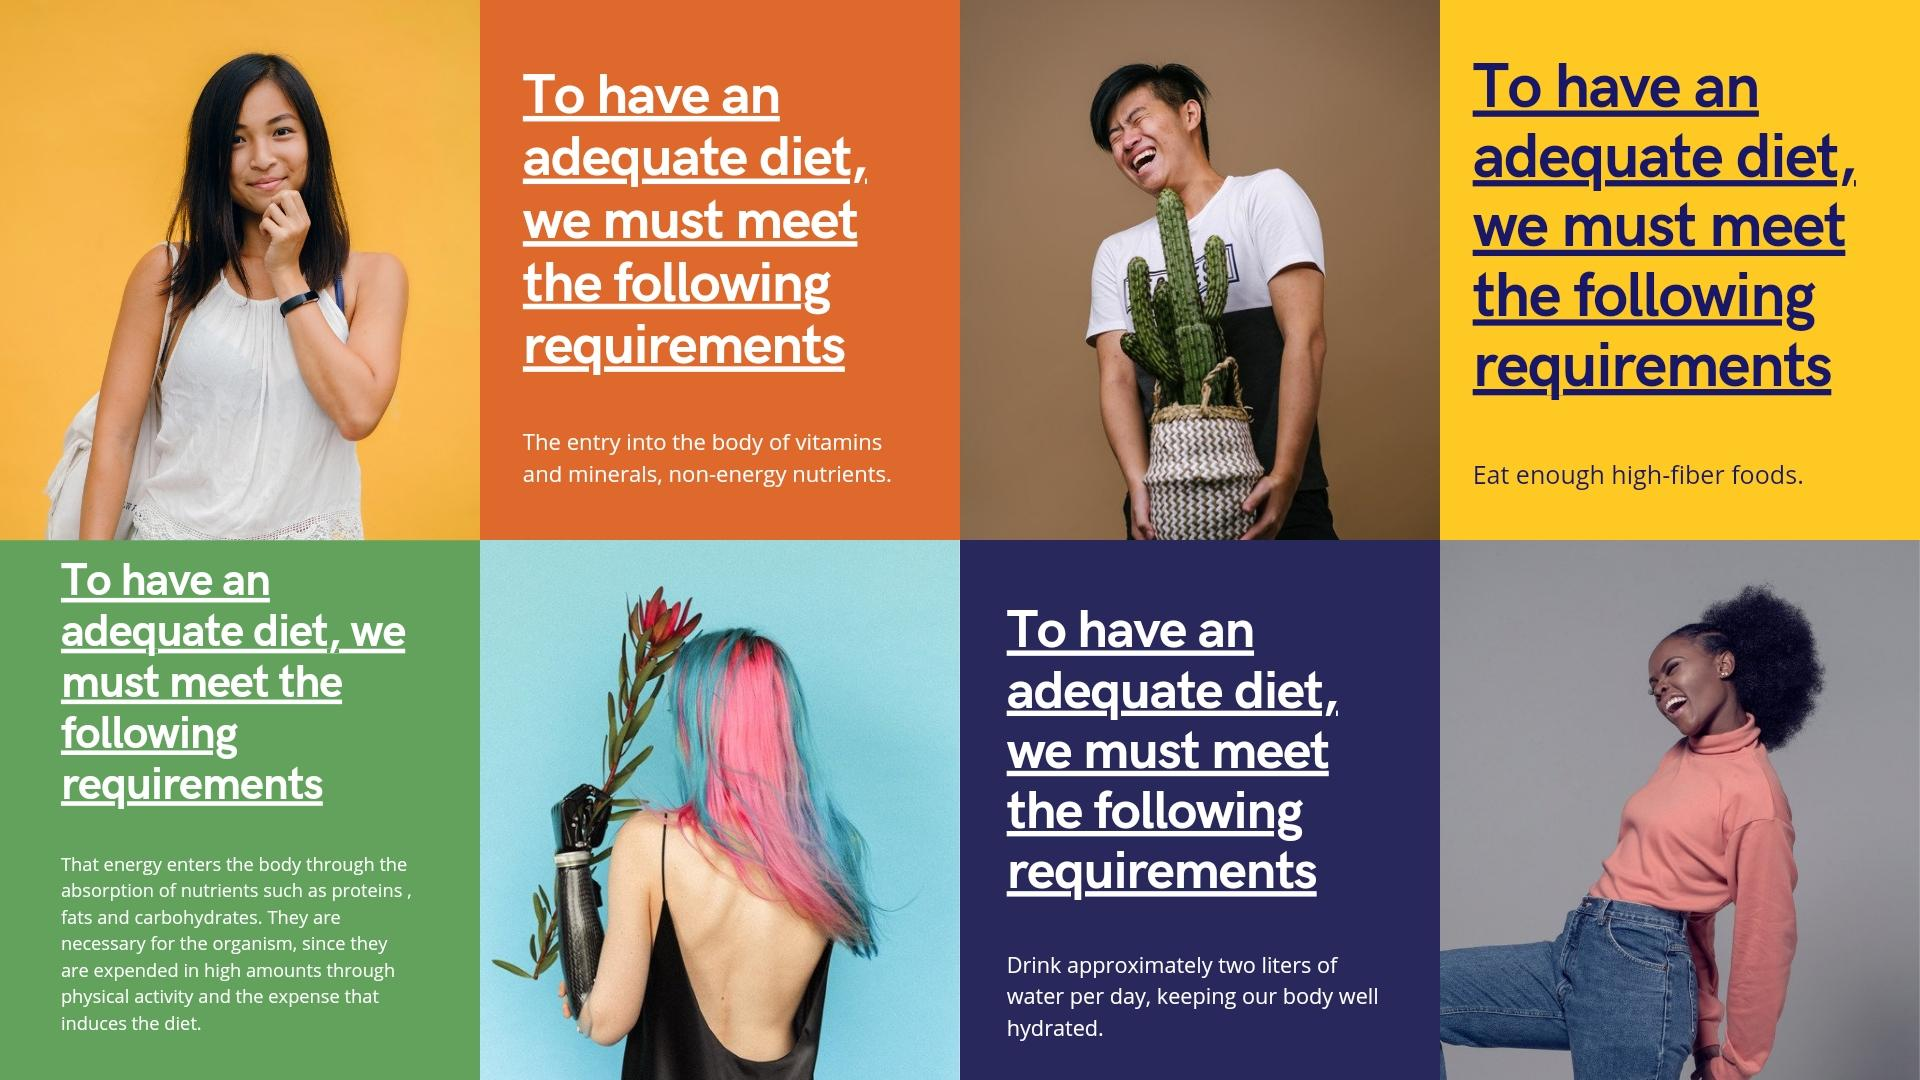 To have an
adequate diet,
we must meet
the following
requirements
The entry into the body of vitamins
and minerals, non-energy nutrients.
To have an
adequate diet,
we must meet
the following
requirements
Eat enough high-fiber foods.
To have an
adequate diet, we
must meet the
following
requirements
That energy enters the body through the
absorption of nutrients such as proteins ,
fats and carbohydrates. They are
necessary for the organism, since they
are expended in high amounts through
physical activity and the expense that
induces the diet.
To have an
adequate diet,
we must meet
the following
requirements
Drink approximately two liters of
water per day, keeping our body well
hydrated.